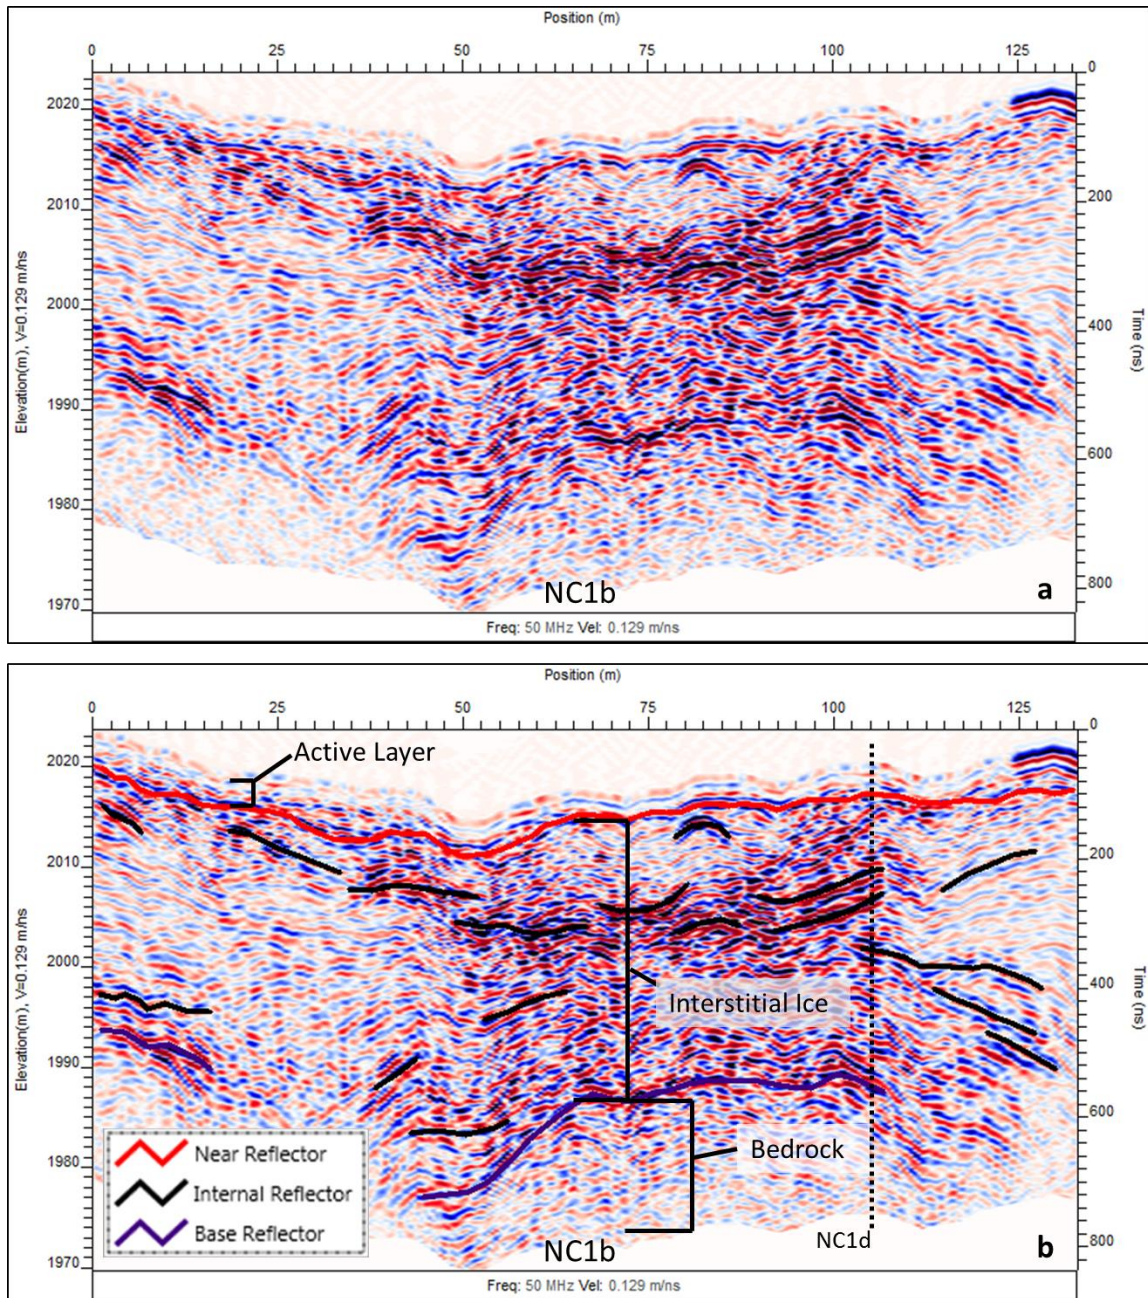 Position (m)
0 25 50 75 100 125
0
2020
200
2010
2000
400
1990
600
1980
800
1970
Elevation(m), V=0.129 m/ns
Time (ns)
NC1b
a
Freq: 50 MHz Vel: 0.129 m/ns
Position (m)
0 25 50 75 100 125
0
Active Layer
2020
200
2010
2000
400
Interstitial Ice
1990
600
Bedrock
1980
800
1970
Elevation(m), V=0.129 m/ns
Time (ns)
Near Reflector
Internal Reflector
Base Reflector
NC1b
NC1d
b
Freq: 50 MHz Vel: 0.129 m/ns